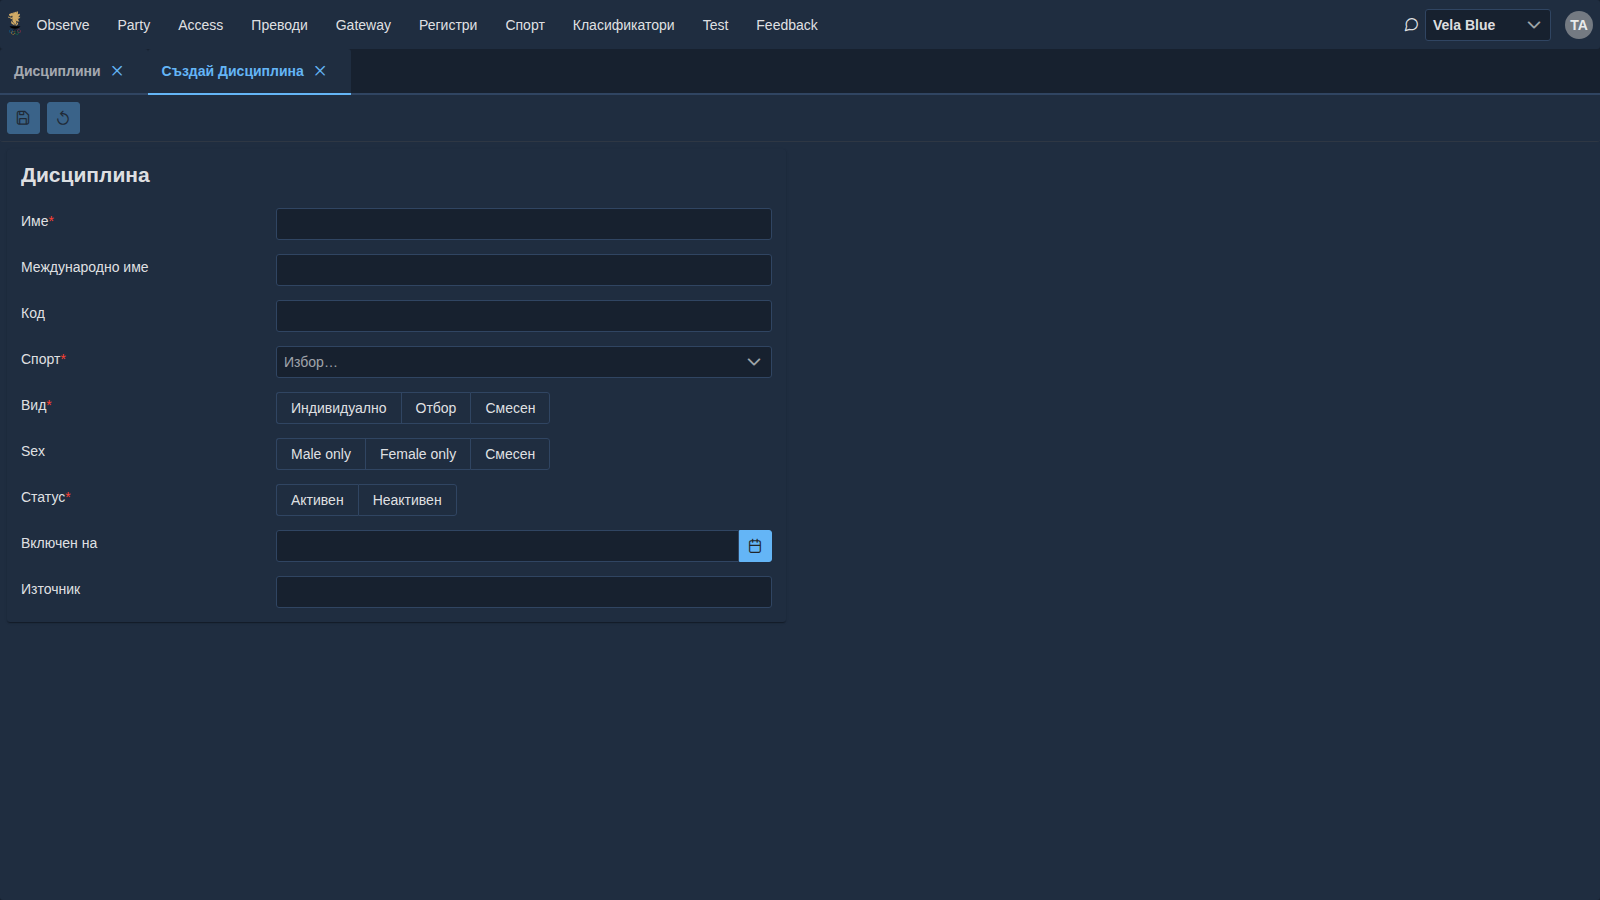 Observe Party Access Преводи Gateway Регистри Спорт Класификатори Test Feedback Vela Blue TA
Дисциплини Създай Дисциплина
Дисциплина
Име*
Международно име
Код
Спорт* Избор...
Вид* Индивидуално Отбор Смесен
Sex Male only Female only Смесен
Статус* Активен Неактивен
Включен на
Източник